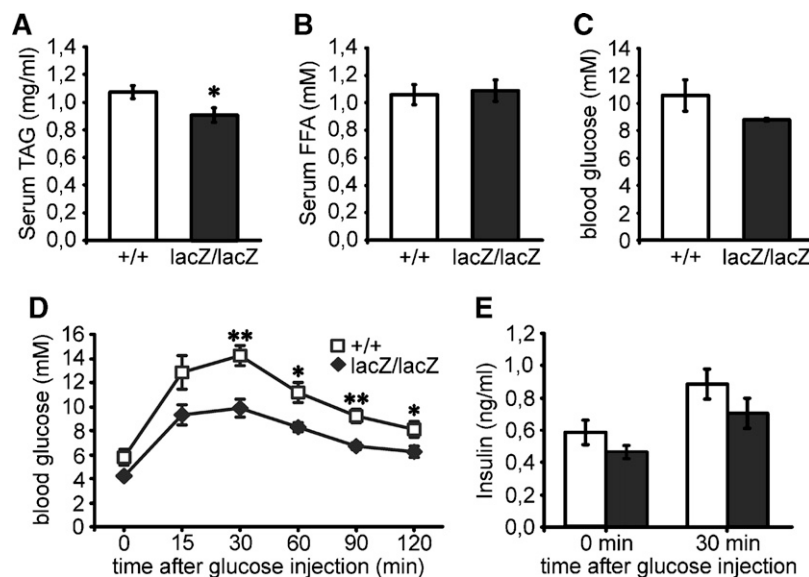 A
Serum TAG (mg/ml)
1,4
1,2
1,0
0,8
0,6
0,4
0,2
0,0
*
+/+ lacZ/lacZ
B
Serum FFA (mM)
1,4
1,2
1,0
0,8
0,6
0,4
0,2
0,0
+/+ lacZ/lacZ
C
blood glucose (mM)
14
12
10
8
6
4
2
0
+/+ lacZ/lacZ
D
blood glucose (mM)
16
14
12
10
8
6
4
2
0
** * ** *
+/+
lacZ/lacZ
0 15 30 60 90 120
time after glucose injection (min)
E
Insulin (ng/ml)
1,2
1,0
0,8
0,6
0,4
0,2
0,0
0 min 30 min
time after glucose injection